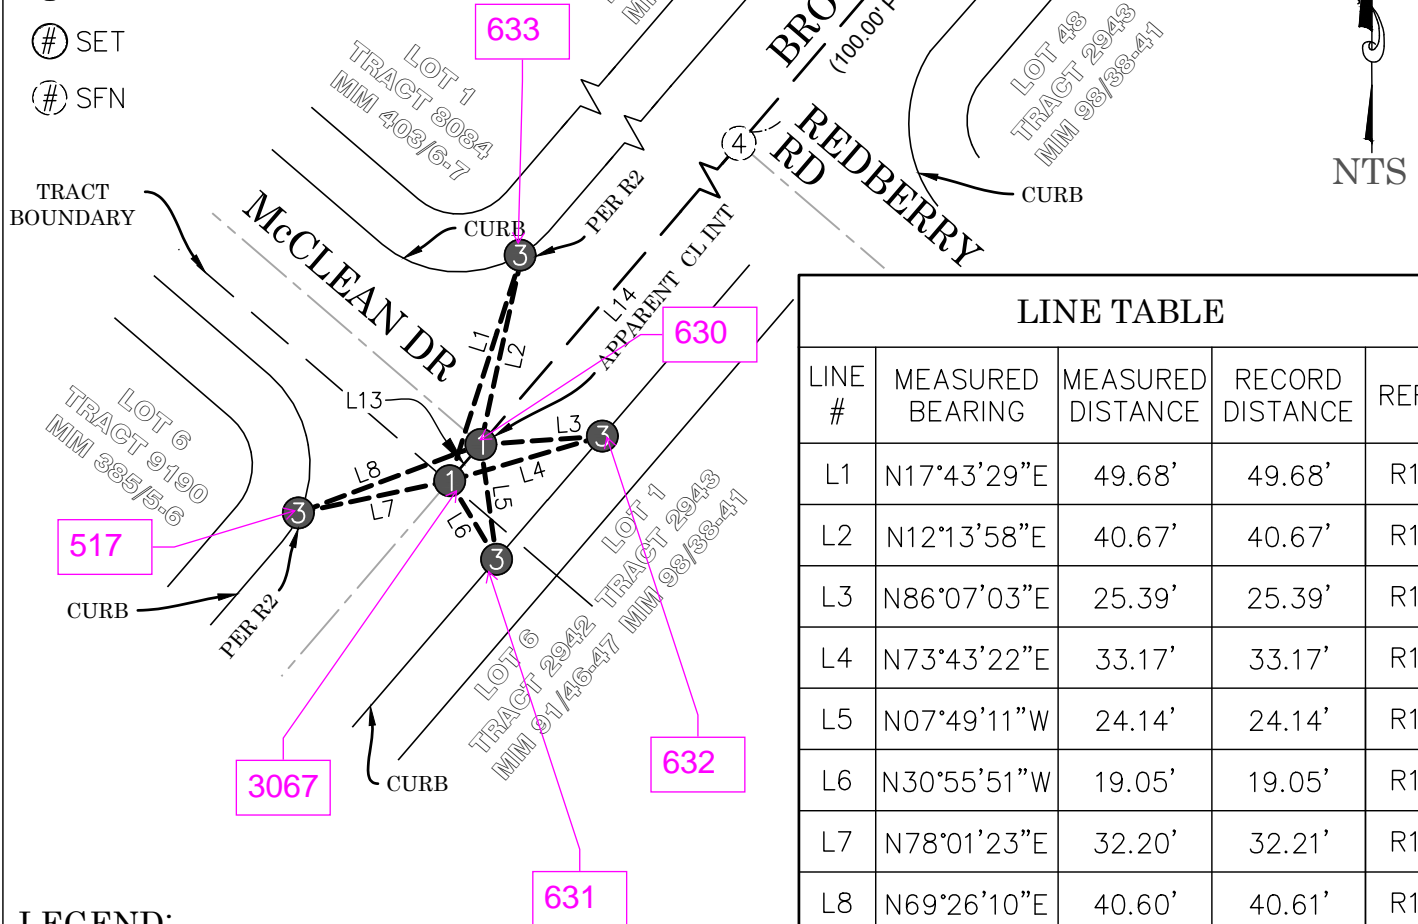 # SET
# SFN
633
LOT 1
TRACT 8084
MM 403/6-7
BRO
(100.00'
LOT 48
TRACT 2943
MM 98/38-41
NTS
4
REDBERRY
RD
CURB
TRACT
BOUNDARY
McCLEAN DR
CURB
3
PER R2
L14
APPARENT CL INT
630
L1
L2
L13
1
L3
3
L8
1
L4
L7
L5
L6
3
3
517
LOT 6
TRACT 9190
MM 385/5-6
CURB
PER R2
LOT 1
TRACT 2943
MM 98/38-41
LOT 6
TRACT 2942
MM 91/46-47
632
3067
CURB
631
LEGEND:
LINE TABLE
LINE # MEASURED BEARING MEASURED DISTANCE RECORD DISTANCE REF
L1 N17°43'29"E 49.68' 49.68' R1
L2 N12°13'58"E 40.67' 40.67' R1
L3 N86°07'03"E 25.39' 25.39' R1
L4 N73°43'22"E 33.17' 33.17' R1
L5 N07°49'11"W 24.14' 24.14' R1
L6 N30°55'51"W 19.05' 19.05' R1
L7 N78°01'23"E 32.20' 32.21' R1
L8 N69°26'10"E 40.60' 40.61' R1